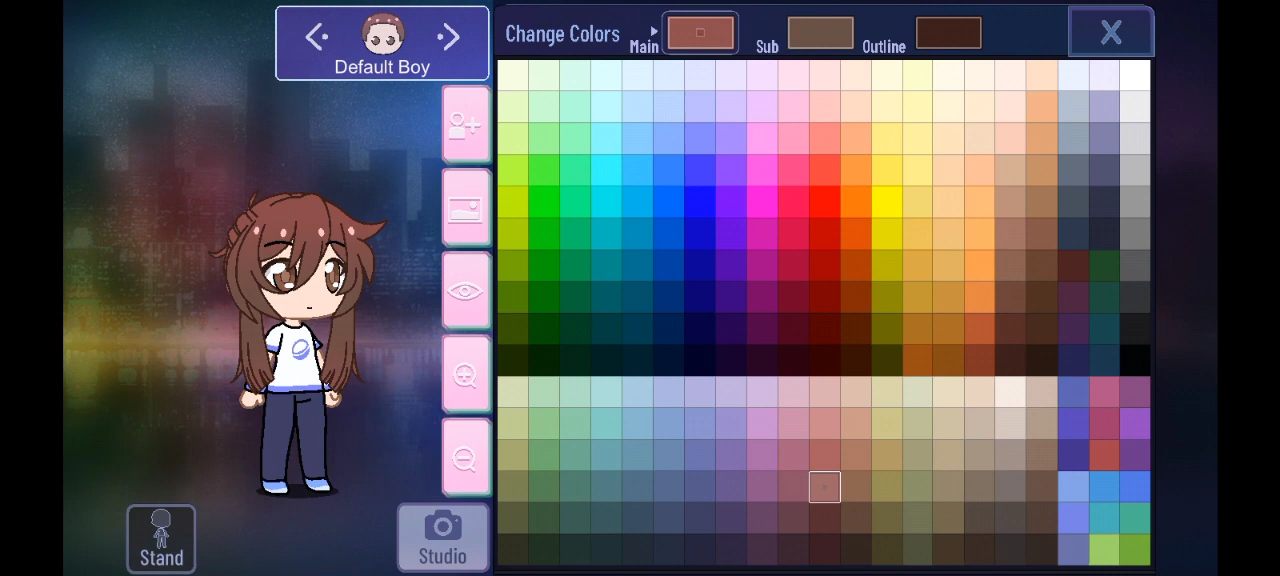 Default Boy
Change Colors
Main
Sub
Outline
X
Stand
Studio